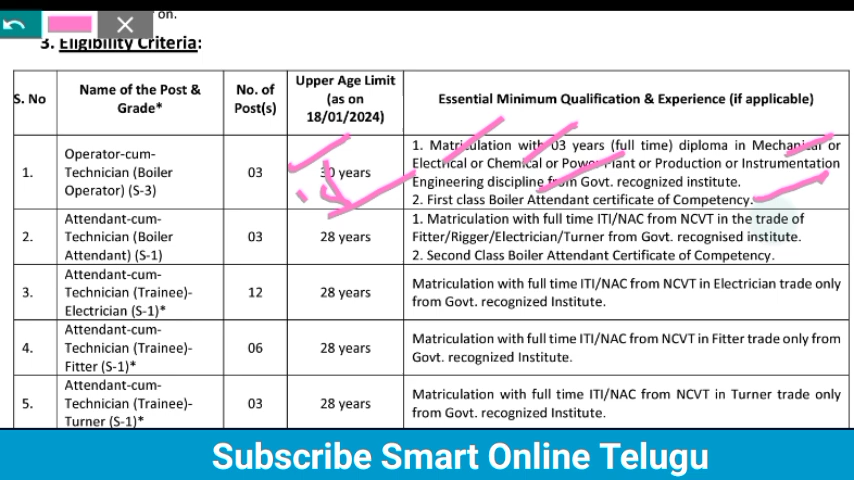 on.
3. Eligibility Criteria:
S. No
Name of the Post &
Grade*
No. of
Post(s)
Upper Age Limit
(as on
18/01/2024)
Essential Minimum Qualification & Experience (if applicable)
1.
Operator-cum-
Technician (Boiler
Operator) (S-3)
03
30 years
1. Matriculation with 03 years (full time) diploma in Mechanical or
Electrical or Chemical or Power Plant or Production or Instrumentation
Engineering discipline from Govt. recognized institute.
2. First class Boiler Attendant certificate of Competency.
2.
Attendant-cum-
Technician (Boiler
Attendant) (S-1)
03
28 years
1. Matriculation with full time ITI/NAC from NCVT in the trade of
Fitter/Rigger/Electrician/Turner from Govt. recognised institute.
2. Second Class Boiler Attendant Certificate of Competency.
3.
Attendant-cum-
Technician (Trainee)-
Electrician (S-1)*
12
28 years
Matriculation with full time ITI/NAC from NCVT in Electrician trade only
from Govt. recognized Institute.
4.
Attendant-cum-
Technician (Trainee)-
Fitter (S-1)*
06
28 years
Matriculation with full time ITI/NAC from NCVT in Fitter trade only from
Govt. recognized Institute.
5.
Attendant-cum-
Technician (Trainee)-
Turner (S-1)*
03
28 years
Matriculation with full time ITI/NAC from NCVT in Turner trade only
from Govt. recognized Institute.
Subscribe Smart Online Telugu